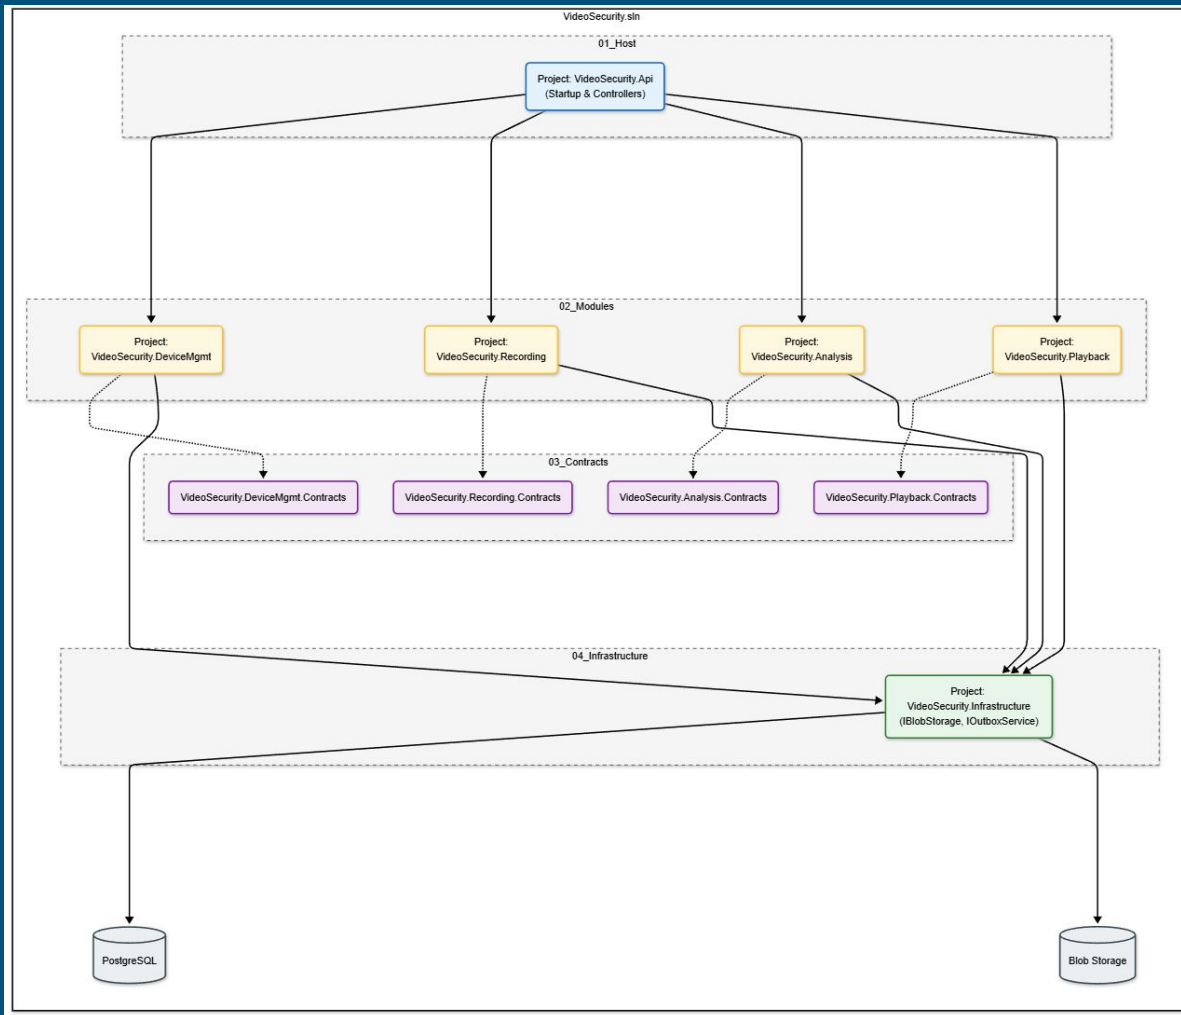 VideoSecurity.sln
01_Host
Project: VideoSecurity.Api
(Startup & Controllers)
02_Modules
Project:
VideoSecurity.DeviceMgmt
Project:
VideoSecurity.Recording
Project:
VideoSecurity.Analysis
Project:
VideoSecurity.Playback
03_Contracts
VideoSecurity.DeviceMgmt.Contracts
VideoSecurity.Recording.Contracts
VideoSecurity.Analysis.Contracts
VideoSecurity.Playback.Contracts
04_Infrastructure
Project:
VideoSecurity.Infrastructure
(IBlobStorage, IOutboxService)
PostgreSQL
Blob Storage